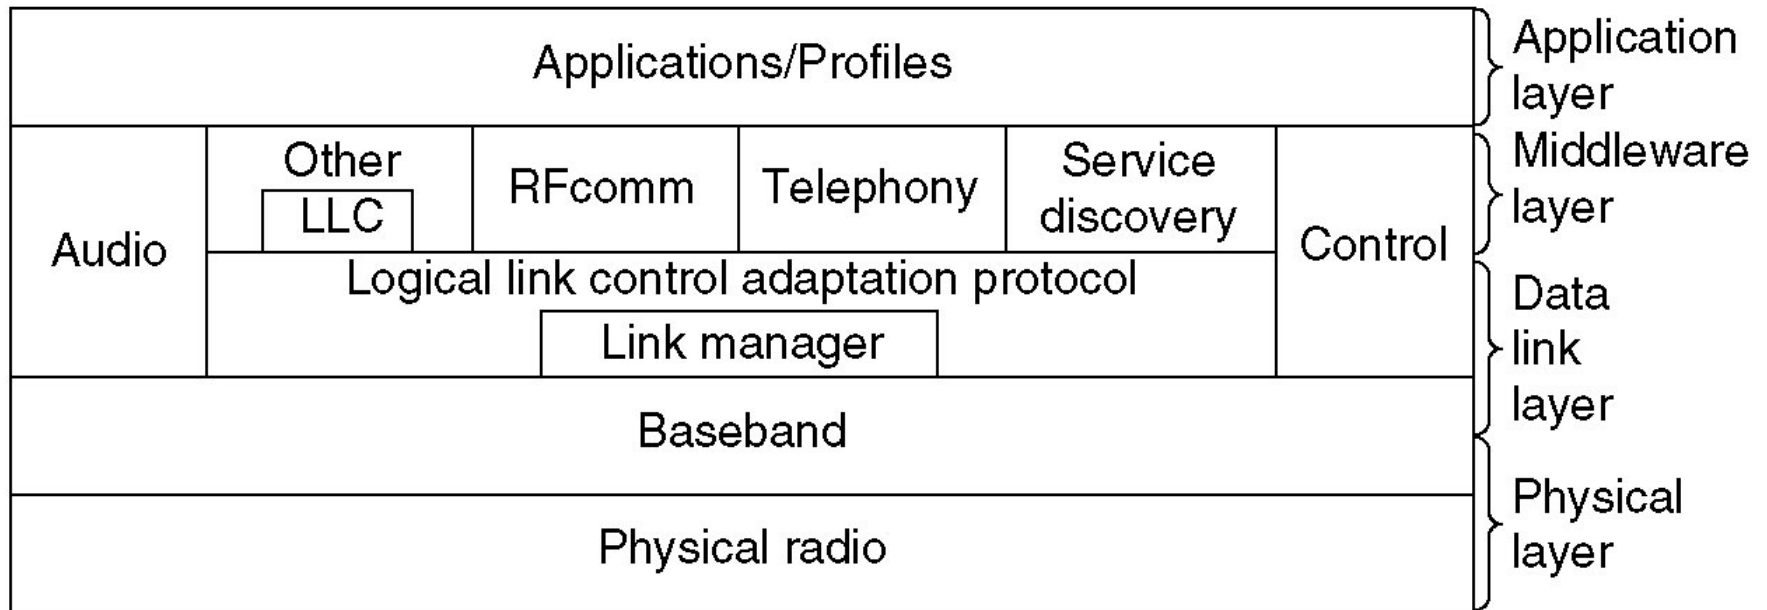 Applications/Profiles
Application
layer
Audio
Other
LLC
RFcomm
Telephony
Service
discovery
Control
Middleware
layer
Logical link control adaptation protocol
Link manager
Data
link
layer
Baseband
Physical radio
Physical
layer